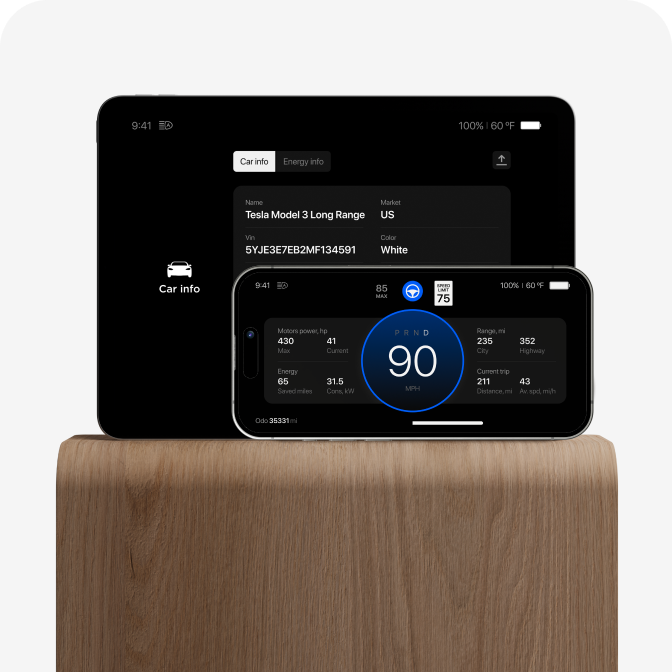 9:41
100% | 60 ºF
Car info Energy info
Name Market
Tesla Model 3 Long Range US
Vin Color
5YJE3E7EB2MF134591 White
Car info
9:41
85
MAX
SPEED
LIMIT
75
100% | 60 ºF
Motors power, hp
430 41
Max Current
Energy
65 31.5
Saved miles Cons, kW
P R N D
90
MPH
Range, mi
235 352
City Highway
Current trip
211 43
Distance, mi Av. spd, mi/h
Odo 35331 mi